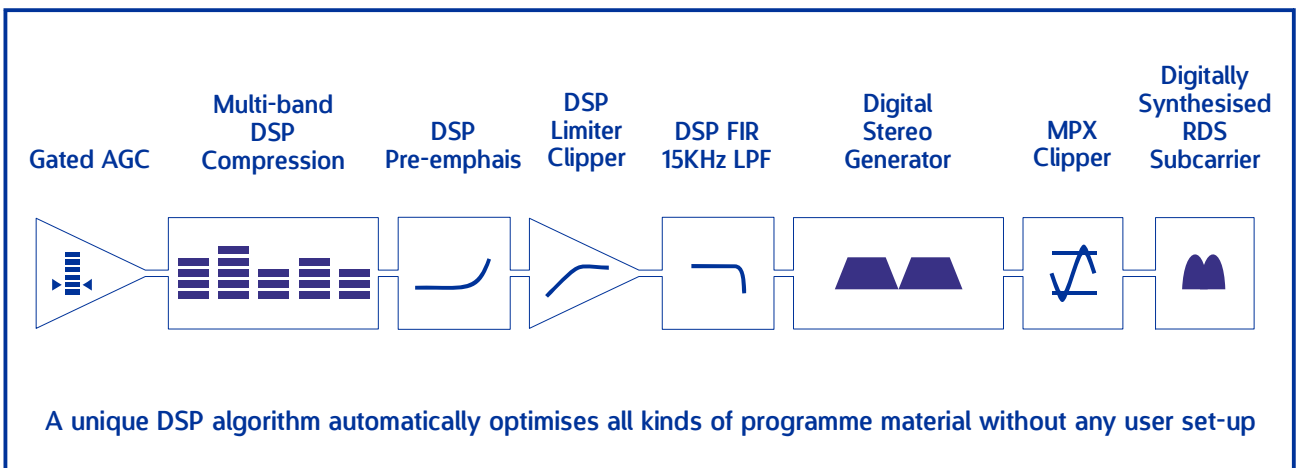 Gated AGC
Multi-band
DSP
Compression
DSP
Pre-emphais
DSP
Limiter
Clipper
DSP FIR
15KHz LPF
Digital
Stereo
Generator
MPX
Clipper
Digitally
Synthesised
RDS
Subcarrier
A unique DSP algorithm automatically optimises all kinds of programme material without any user set-up